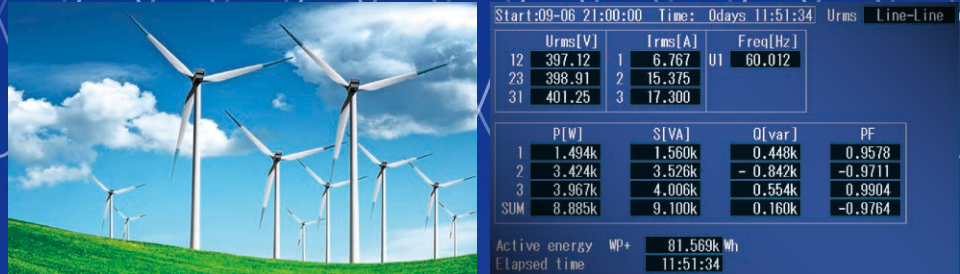 Start:09-06 21:00:00 Time: 0days 11:51:34 Urms Line-Line
Urms[V] Irms[A] Freq[Hz]
12 397.12 1 6.767 U1 60.012
23 398.91 2 15.375
31 401.25 3 17.300
P[W] S[VA] Q[var] PF
1 1.494k 1.560k 0.448k 0.9578
2 3.424k 3.526k - 0.842k -0.9711
3 3.967k 4.006k 0.554k 0.9904
SUM 8.885k 9.100k 0.160k -0.9764
Active energy WP+ 81.569kWh
Elapsed time 11:51:34